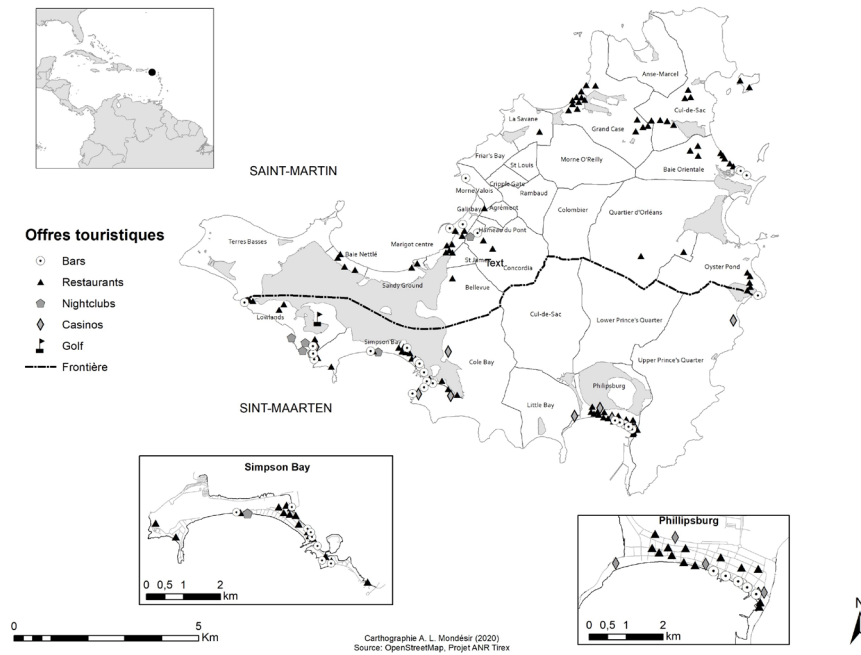 SAINT-MARTIN
Offres touristiques
Bars
Restaurants
Nightclubs
Casinos
Golf
Frontière
SINT-MAARTEN
Anse-Marcel
Cul-de-Sac
La Savane
Grand Case
Friar's Bay
St Louis
Morne O'Reilly
Baie Orientale
Cripple Gate
Morne Valois
Rambaud
Galisbay
Agrément
Colombier
Quartier d'Orléans
Hameau du Pont
Terres Basses
Marigot centre
Baie Nettlé
St James
Text
Concordia
Oyster Pond
Sandy Ground
Bellevue
Lowlands
Cul-de-Sac
Lower Prince's Quarter
Simpson Bay
Cole Bay
Upper Prince's Quarter
Philipsburg
Little Bay
Simpson Bay
0 0,5 1 2
km
Phillipsburg
0 0,5 1 2
km
0 5
Km
Carthographie A. L. Mondésir (2020)
Source: OpenStreetMap, Projet ANR Tirex
N